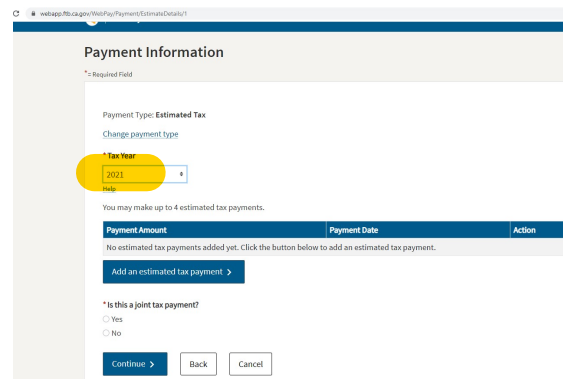 webapp.ftb.ca.gov/WebPay/Payment/EstimateDetails/1
Payment Information
*= Required Field
Payment Type: Estimated Tax
Change payment type
* Tax Year
2021
Help
You may make up to 4 estimated tax payments.
Payment Amount Payment Date Action
No estimated tax payments added yet. Click the button below to add an estimated tax payment.
Add an estimated tax payment
* Is this a joint tax payment?
Yes
No
Continue Back Cancel